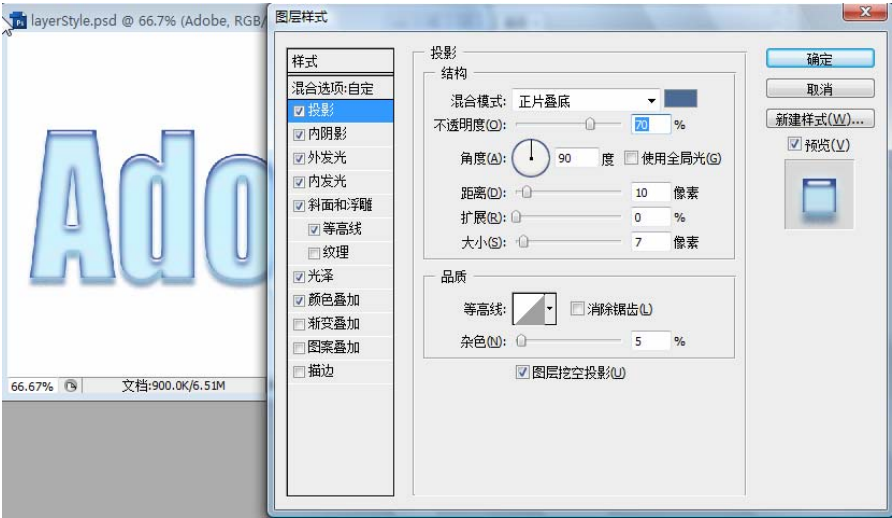 layerStyle.psd @ 66.7% (Adobe, RGB/
Ado
66.67%
文档:900.0K/6.51M
图层样式
样式
混合选项:自定
投影
内阴影
外发光
内发光
斜面和浮雕
等高线
纹理
光泽
颜色叠加
渐变叠加
图案叠加
描边
投影
结构
混合模式: 正片叠底
不透明度(O): 70 %
角度(A): 90 度 使用全局光(G)
距离(D): 10 像素
扩展(R): 0 %
大小(S): 7 像素
品质
等高线: 消除锯齿(L)
杂色(N): 5 %
图层挖空投影(U)
确定
取消
新建样式(W)...
预览(V)